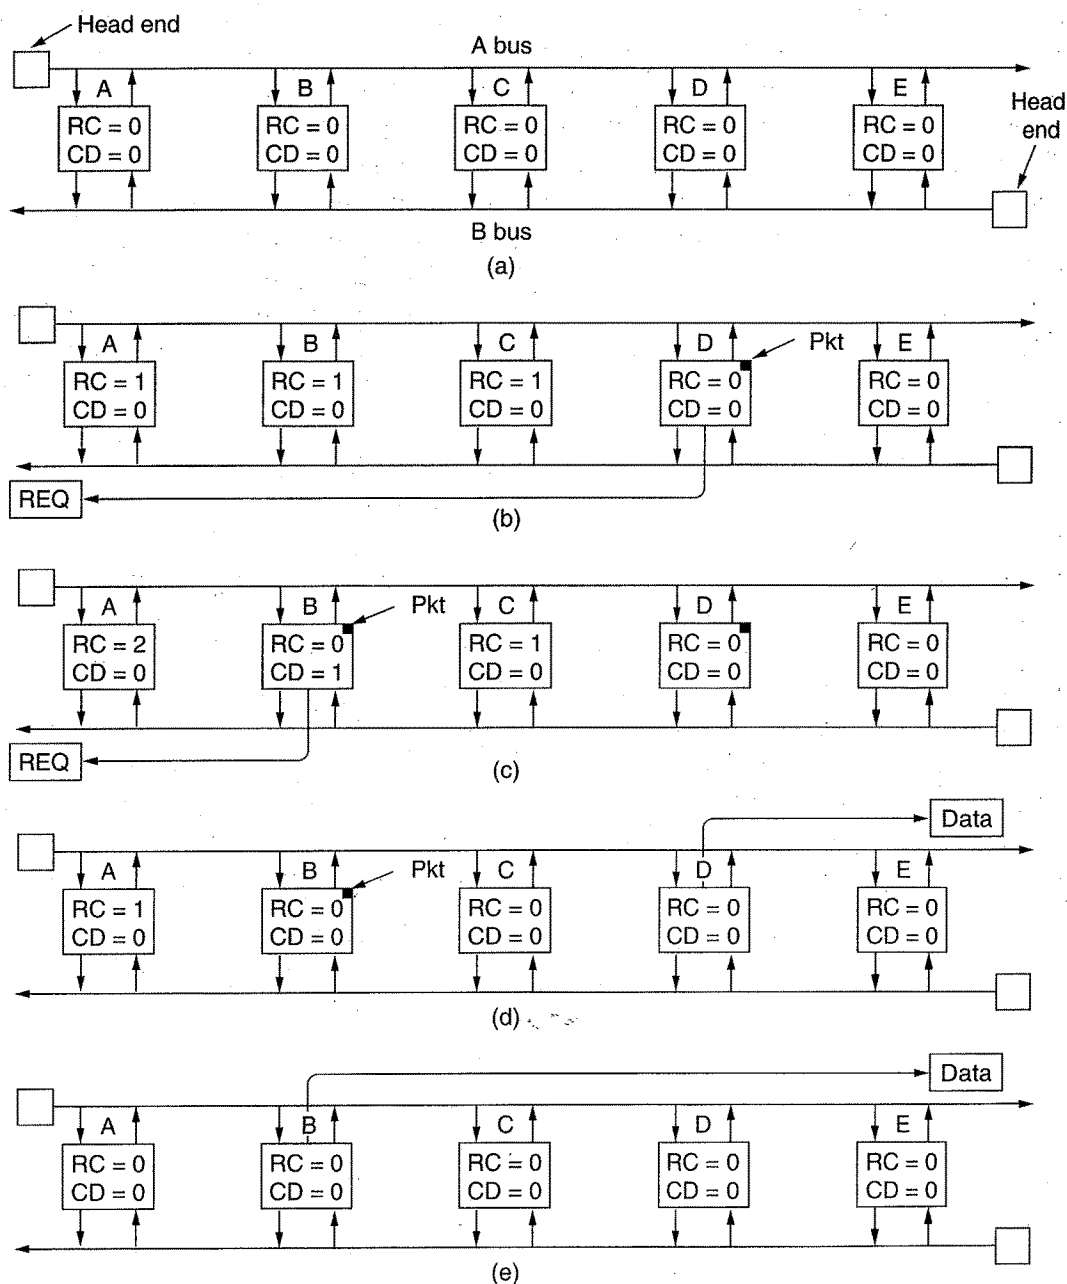 Head end
A bus
A B C D E
Head
end
RC = 0 RC = 0 RC = 0 RC = 0 RC = 0
CD = 0 CD = 0 CD = 0 CD = 0 CD = 0
B bus
(a)
A B C D Pkt E
RC = 1 RC = 1 RC = 1 RC = 0 RC = 0
CD = 0 CD = 0 CD = 0 CD = 0 CD = 0
REQ
(b)
A B Pkt C D E
RC = 2 RC = 0 RC = 1 RC = 0 RC = 0
CD = 0 CD = 1 CD = 0 CD = 0 CD = 0
REQ
(c)
Data
A B Pkt C D E
RC = 1 RC = 0 RC = 0 RC = 0 RC = 0
CD = 0 CD = 0 CD = 0 CD = 0 CD = 0
(d)
Data
A B C D E
RC = 0 RC = 0 RC = 0 RC = 0 RC = 0
CD = 0 CD = 0 CD = 0 CD = 0 CD = 0
(e)